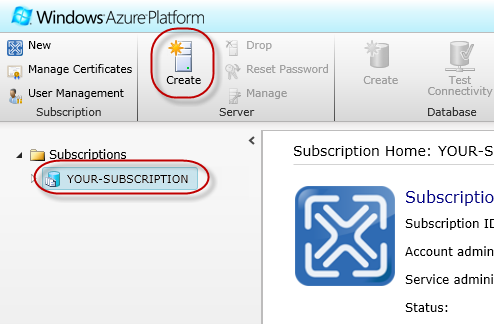 Windows Azure Platform
New
Manage Certificates
User Management
Subscription
Create
Drop
Reset Password
Manage
Server
Create
Test Connectivity
Database
Subscriptions
YOUR-SUBSCRIPTION
Subscription Home: YOUR-S
Subscriptio
Subscription ID
Account admin
Service admini
Status: